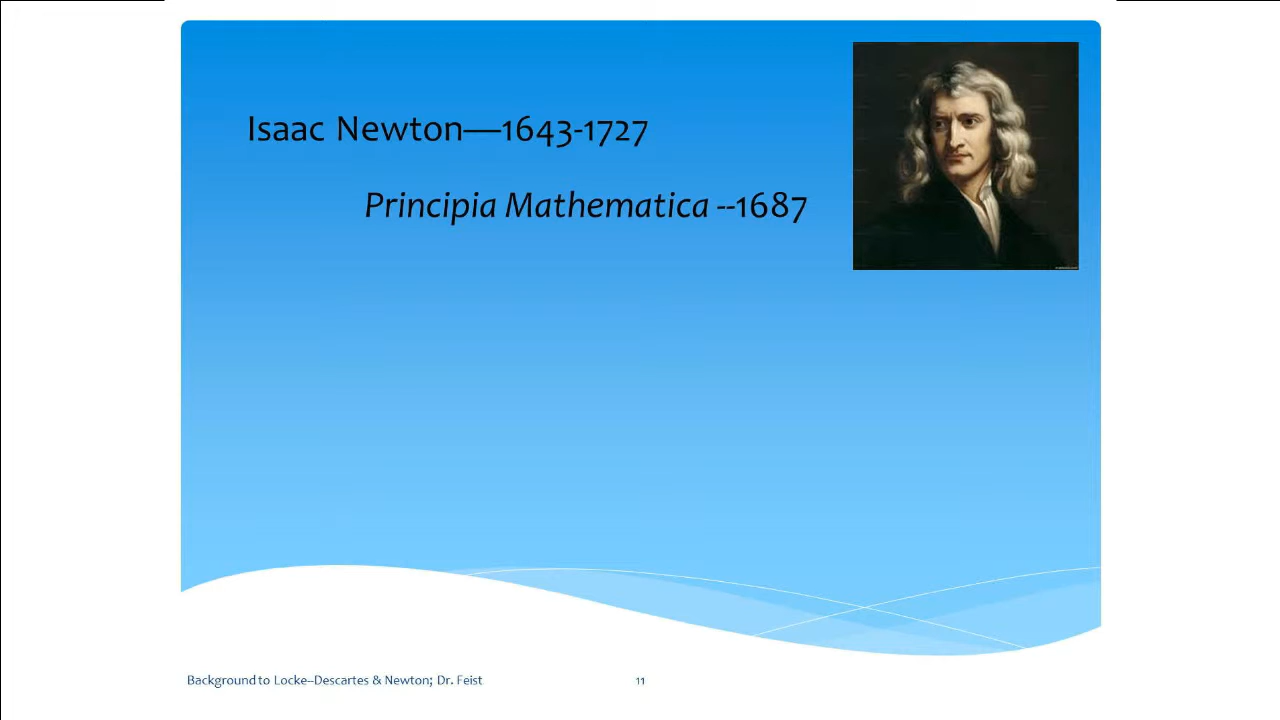 Isaac Newton—1643-1727
Principia Mathematica --1687
Background to Locke--Descartes & Newton; Dr. Feist
11